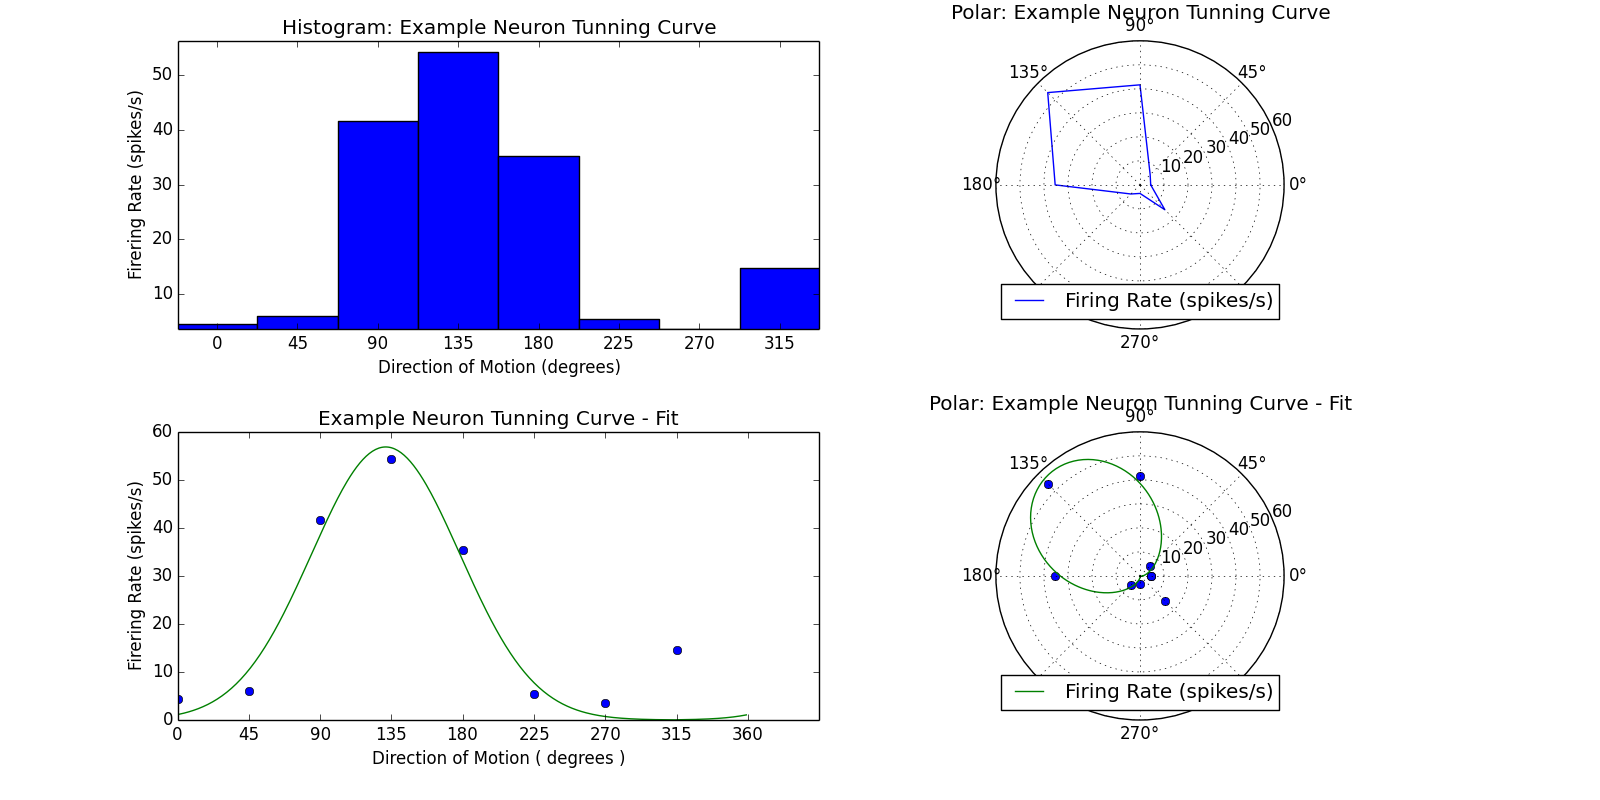 Histogram: Example Neuron Tunning Curve
50
40
30
20
10
Firering Rate (spikes/s)
0 45 90 135 180 225 270 315
Direction of Motion (degrees)
Polar: Example Neuron Tunning Curve
90°
135° 45°
60
50
40
30
20
10
180° 0°
Firing Rate (spikes/s)
270°
Example Neuron Tunning Curve - Fit
60
50
40
30
20
10
0
Firering Rate (spikes/s)
0 45 90 135 180 225 270 315 360
Direction of Motion ( degrees )
Polar: Example Neuron Tunning Curve - Fit
90°
135° 45°
60
50
40
30
20
10
180° 0°
Firing Rate (spikes/s)
270°